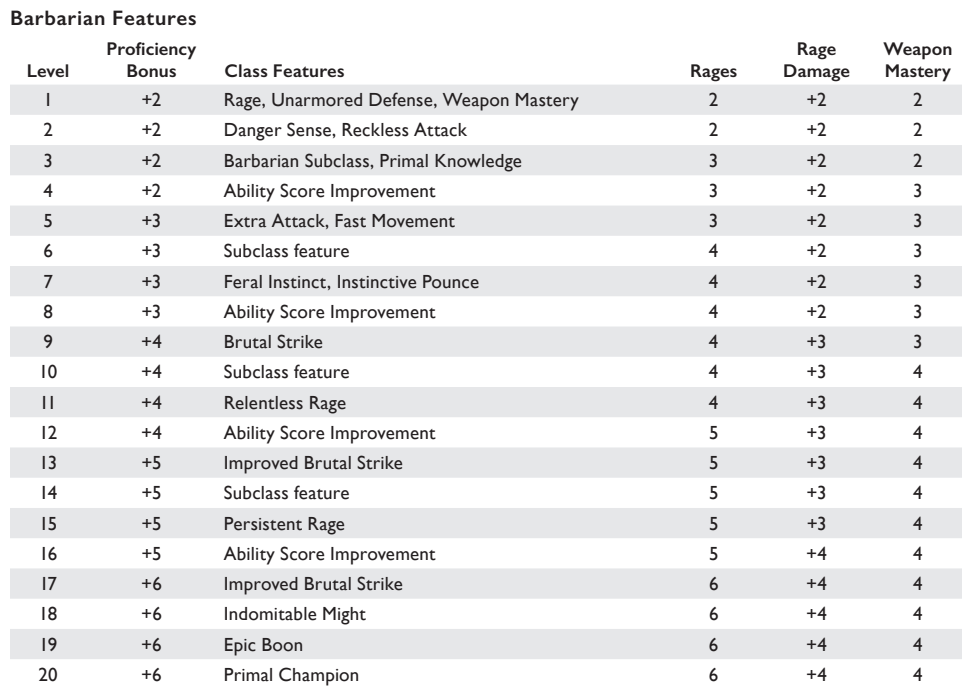 Barbarian Features
Proficiency Rage Weapon
Level Bonus Class Features Rages Damage Mastery
1 +2 Rage, Unarmored Defense, Weapon Mastery 2 +2 2
2 +2 Danger Sense, Reckless Attack 2 +2 2
3 +2 Barbarian Subclass, Primal Knowledge 3 +2 2
4 +2 Ability Score Improvement 3 +2 3
5 +3 Extra Attack, Fast Movement 3 +2 3
6 +3 Subclass feature 4 +2 3
7 +3 Feral Instinct, Instinctive Pounce 4 +2 3
8 +3 Ability Score Improvement 4 +2 3
9 +4 Brutal Strike 4 +3 3
10 +4 Subclass feature 4 +3 4
11 +4 Relentless Rage 4 +3 4
12 +4 Ability Score Improvement 5 +3 4
13 +5 Improved Brutal Strike 5 +3 4
14 +5 Subclass feature 5 +3 4
15 +5 Persistent Rage 5 +3 4
16 +5 Ability Score Improvement 5 +4 4
17 +6 Improved Brutal Strike 6 +4 4
18 +6 Indomitable Might 6 +4 4
19 +6 Epic Boon 6 +4 4
20 +6 Primal Champion 6 +4 4